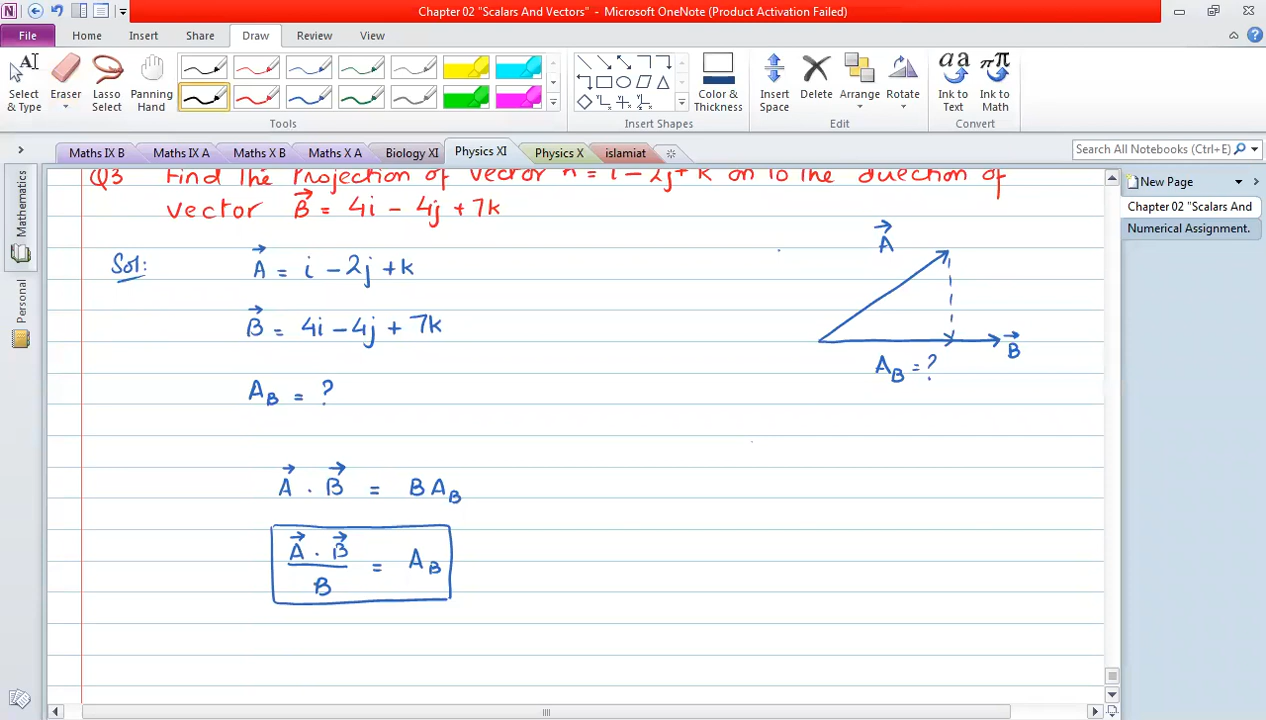 Chapter 02 "Scalars And Vectors" - Microsoft OneNote (Product Activation Failed)
File Home Insert Share Draw Review View
Select & Type
Eraser
Lasso Select
Panning Hand
Color & Thickness
Insert Space
Delete
Arrange
Rotate
Ink to Text
Ink to Math
Tools Insert Shapes Edit Convert
Maths IX B Maths IX A Maths X B Maths X A Biology XI Physics XI Physics X islamiat
Search All Notebooks (Ctrl+E)
New Page
Chapter 02 "Scalars And
Numerical Assignment.
Mathematics
Personal
Q3 Find The Projection of Vector A = i - 2j + k on to the direction of
Vector B⃗ = 4i - 4j + 7k
Sol:
A⃗ = i - 2j + k
B⃗ = 4i - 4j + 7k
A_B = ?
A⃗ . B⃗ = B A_B
A⃗ . B⃗ / B = A_B
A⃗
B⃗
A_B = ?